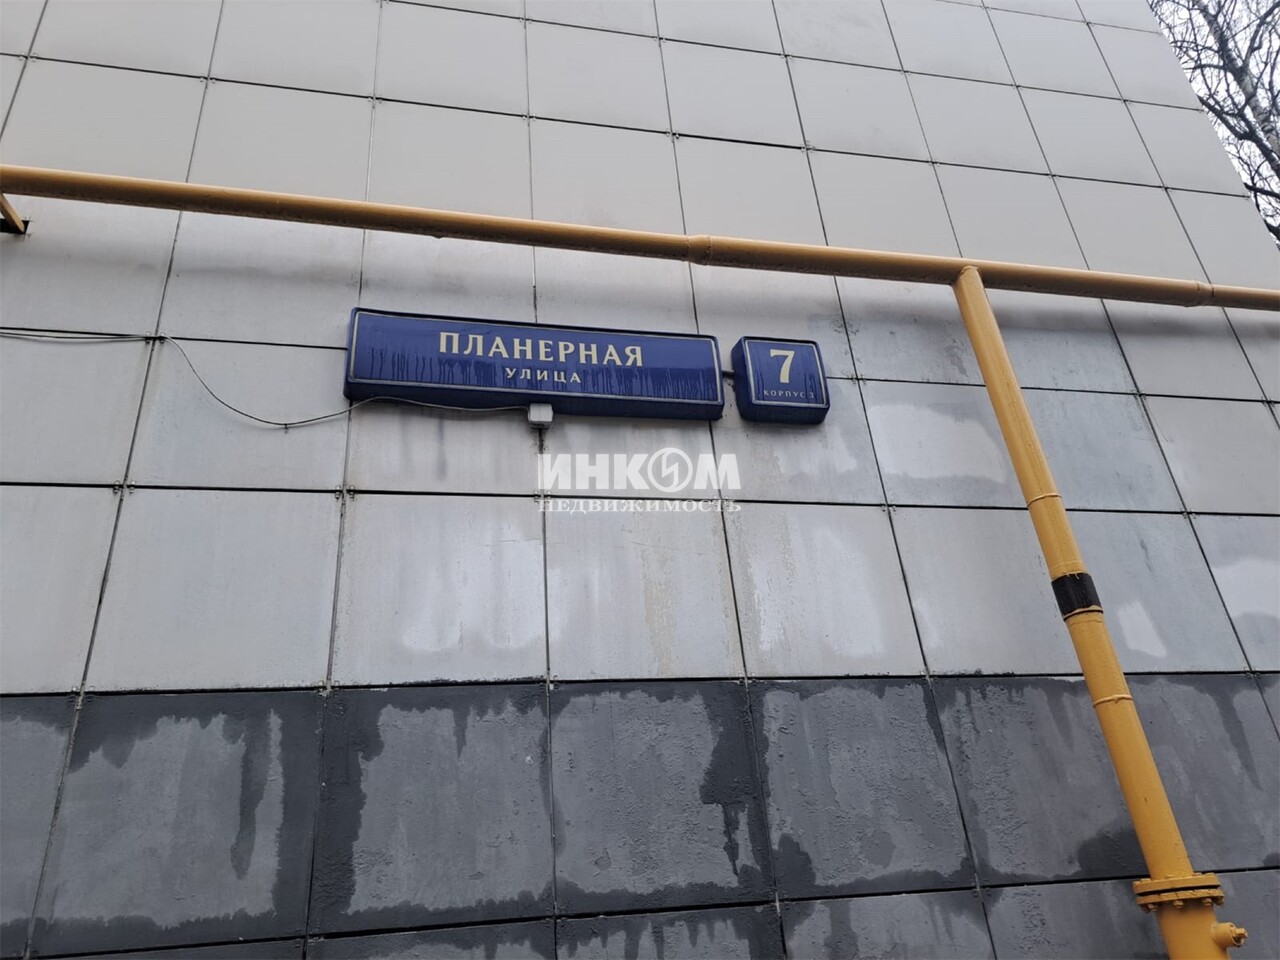 ПЛАНЕРНАЯ
УЛИЦА
7
КОРПУС 3
ИНКОМ
НЕДВИЖИМОСТЬ